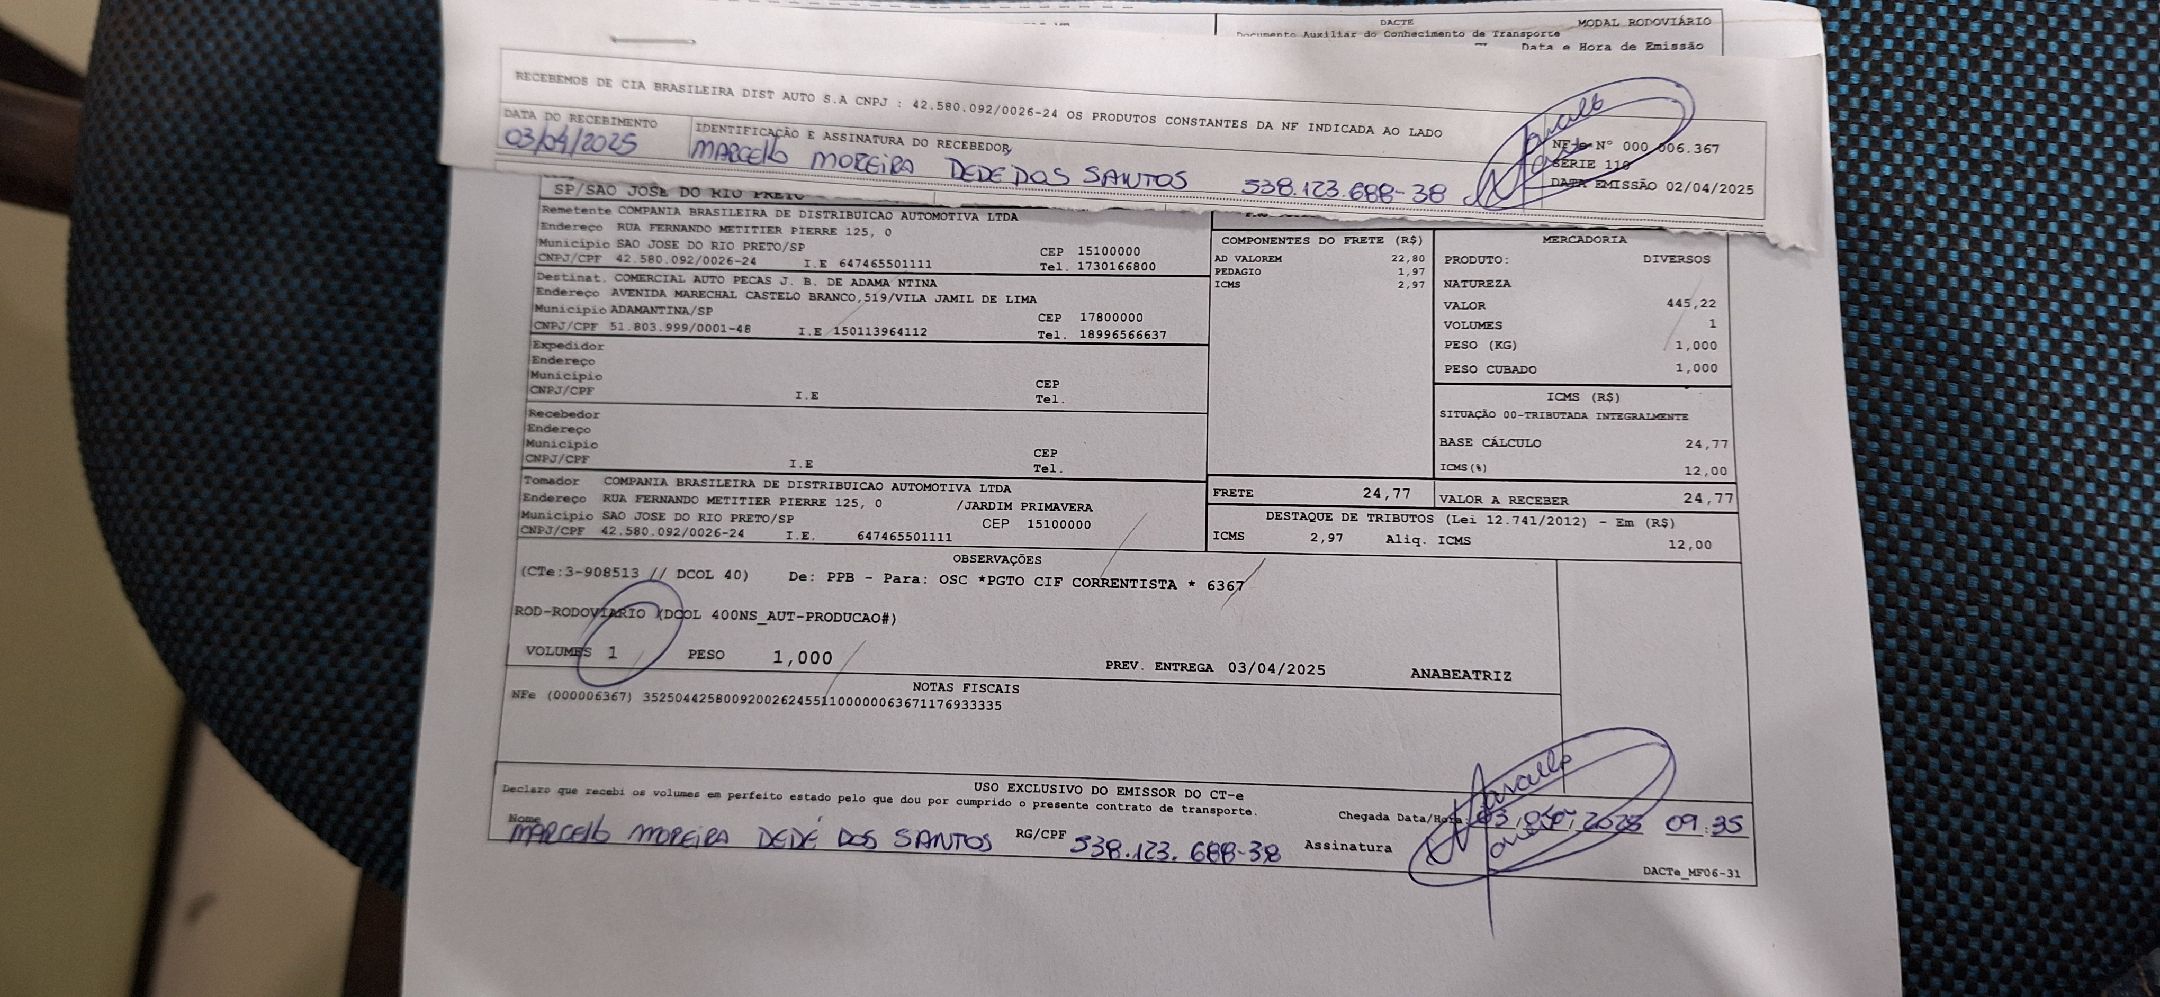 DACTE
MODAL RODOVIÁRIO
Documento Auxiliar do Conhecimento de Transporte
Data e Hora de Emissão
RECEBEMOS DE CIA BRASILEIRA DIST AUTO S.A CNPJ : 42.580.092/0026-24 OS PRODUTOS CONSTANTES DA NF INDICADA AO LADO
DATA DO RECEBIMENTO
03/04/2025
IDENTIFICAÇÃO E ASSINATURA DO RECEBEDOR
MARCELLO MOREIRA DEDE DOS SANTOS 538.123.688-38
NF-e Nº 000 006.367
SERIE 110
DATA EMISSÃO 02/04/2025
SP/SAO JOSE DO RIO PRETO
Remetente COMPANIA BRASILEIRA DE DISTRIBUICAO AUTOMOTIVA LTDA
Endereço RUA FERNANDO METITIER PIERRE 125, 0
Município SAO JOSE DO RIO PRETO/SP CEP 15100000
CNPJ/CPF 42.580.092/0026-24 I.E 647465501111 Tel. 1730166800
Destinat. COMERCIAL AUTO PECAS J. B. DE ADAMA NTINA
Endereço AVENIDA MARECHAL CASTELO BRANCO,519/VILA JAMIL DE LIMA
Município ADAMANTINA/SP CEP 17800000
CNPJ/CPF 51.803.999/0001-48 I.E 150113964112 Tel. 18996566637
Expedidor
Endereço
Município CEP
CNPJ/CPF I.E Tel.
Recebedor
Endereço
Município CEP
CNPJ/CPF I.E Tel.
Tomador COMPANIA BRASILEIRA DE DISTRIBUICAO AUTOMOTIVA LTDA
Endereço RUA FERNANDO METITIER PIERRE 125, 0 /JARDIM PRIMAVERA
Município SAO JOSE DO RIO PRETO/SP CEP 15100000
CNPJ/CPF 42.580.092/0026-24 I.E. 647465501111
COMPONENTES DO FRETE (R$)
AD VALOREM 22,80
PEDAGIO 1,97
ICMS 2,97
MERCADORIA
PRODUTO: DIVERSOS
NATUREZA
VALOR 445,22
VOLUMES 1
PESO (KG) 1,000
PESO CUBADO 1,000
ICMS (R$)
SITUAÇÃO 00-TRIBUTADA INTEGRALMENTE
BASE CÁLCULO 24,77
ICMS(%) 12,00
FRETE 24,77
VALOR A RECEBER 24,77
DESTAQUE DE TRIBUTOS (Lei 12.741/2012) - Em (R$)
ICMS 2,97 Aliq. ICMS 12,00
OBSERVAÇÕES
(CTe:3-908513 // DCOL 40) De: PPB - Para: OSC *PGTO CIF CORRENTISTA * 6367
ROD-RODOVIARIO (DCOL 400NS_AUT-PRODUCAO#)
VOLUMES 1 PESO 1,000 PREV. ENTREGA 03/04/2025 ANABEATRIZ
NOTAS FISCAIS
NFe (000006367) 35250442580092002624551100000063671176933335
USO EXCLUSIVO DO EMISSOR DO CT-e
Declaro que recebi os volumes em perfeito estado pelo que dou por cumprido o presente contrato de transporte.
Chegada Data/Hora: 03 09:35
Nome MARCELLO MOREIRA DEDÉ DOS SANTOS RG/CPF 538.123.688-38 Assinatura
DACTe_MF06-31